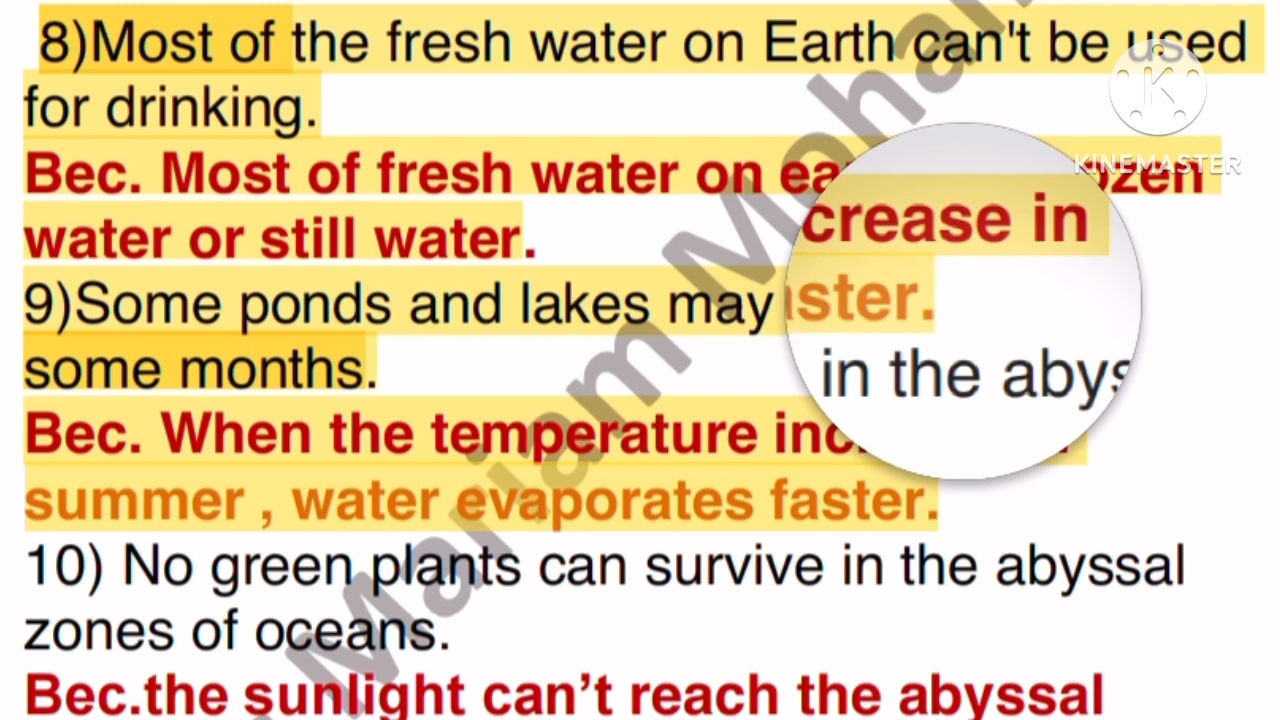 8)Most of the fresh water on Earth can't be used
for drinking.
Bec. Most of fresh water on
water or still water.
9)Some ponds and lakes may
some months.
Bec. When the temperature
summer , water evaporates faster.
10) No green plants can survive in the abyssal
zones of oceans.
Bec.the sunlight can’t reach the abyssal
crease in
aster.
in the abys
KINEMASTER
Mariam Moham